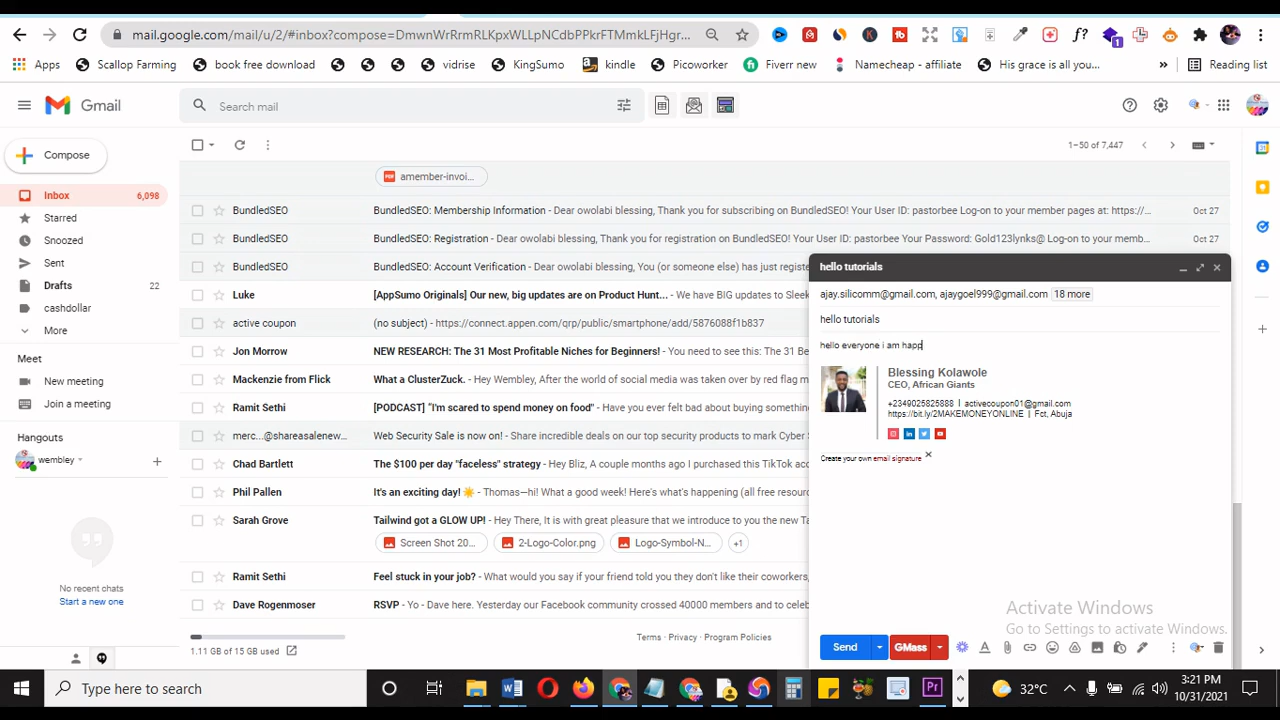 mail.google.com/mail/u/2/#inbox?compose=DmwnWrRrmRLKpxWLLpNCdbPPkrFTMmkLFjHgr...
Apps Scallop Farming book free download vidrise KingSumo kindle Picoworker Fiverr new Namecheap - affiliate His grace is all you... » Reading list
Gmail Search mail
Compose 1–50 of 7,447
Inbox 6,098
Starred
Snoozed
Sent
Drafts 22
cashdollar
More
Meet
New meeting
Join a meeting
Hangouts
wembley
No recent chats
Start a new one
PDF amember-invoi...
BundledSEO BundledSEO: Membership Information - Dear owolabi blessing, Thank you for subscribing on BundledSEO! Your User ID: pastorbee Log-on to your member pages at: https://... Oct 27
BundledSEO BundledSEO: Registration - Dear owolabi blessing, Thank you for registration on BundledSEO! Your User ID: pastorbee Your Password: Gold123lynks@ Log-on to your memb... Oct 27
BundledSEO BundledSEO: Account Verification - Dear owolabi blessing, You (or someone else) has just register
Luke [AppSumo Originals] Our new, big updates are on Product Hunt... - We have BIG updates to Sleek
active coupon (no subject) - https://connect.appen.com/qrp/public/smartphone/add/5876088f1b837
Jon Morrow NEW RESEARCH: The 31 Most Profitable Niches for Beginners! - You need to see this: The 31 Be
Mackenzie from Flick What a ClusterZuck. - Hey Wembley, After the world of social media was taken over by red flag m
Ramit Sethi [PODCAST] "I'm scared to spend money on food" - Have you ever felt bad about buying somethin
merc...@shareasalenew... Web Security Sale is now on! - Share incredible deals on our top security products to mark Cyber
Chad Bartlett The $100 per day "faceless" strategy - Hey Bliz, A couple months ago I purchased this TikTok acc
Phil Pallen It's an exciting day! ☀️ - Thomas—hi! What a good week! Here's what's happening (all free resour
Sarah Grove Tailwind got a GLOW UP! - Hey There, It is with great pleasure that we introduce to you the new Ta
Screen Shot 20... 2-Logo-Color.png Logo-Symbol-N... +1
Ramit Sethi Feel stuck in your job? - What would you say if your friend told you they don't like their coworkers,
Dave Rogenmoser RSVP - Yo - Dave here. Yesterday our Facebook community crossed 40000 members and to celeb
1.11 GB of 15 GB used Terms · Privacy · Program Policies
hello tutorials
ajay.silicomm@gmail.com, ajaygoel999@gmail.com 18 more
hello tutorials
hello everyone i am happ
Blessing Kolawole
CEO, African Giants
+2349025825888 | activecoupon01@gmail.com
https://bit.ly/2MAKEMONEYONLINE | Fct, Abuja
Create your own email signature
Activate Windows
Go to Settings to activate Windows.
Send GMass
Type here to search 32°C 3:21 PM
10/31/2021